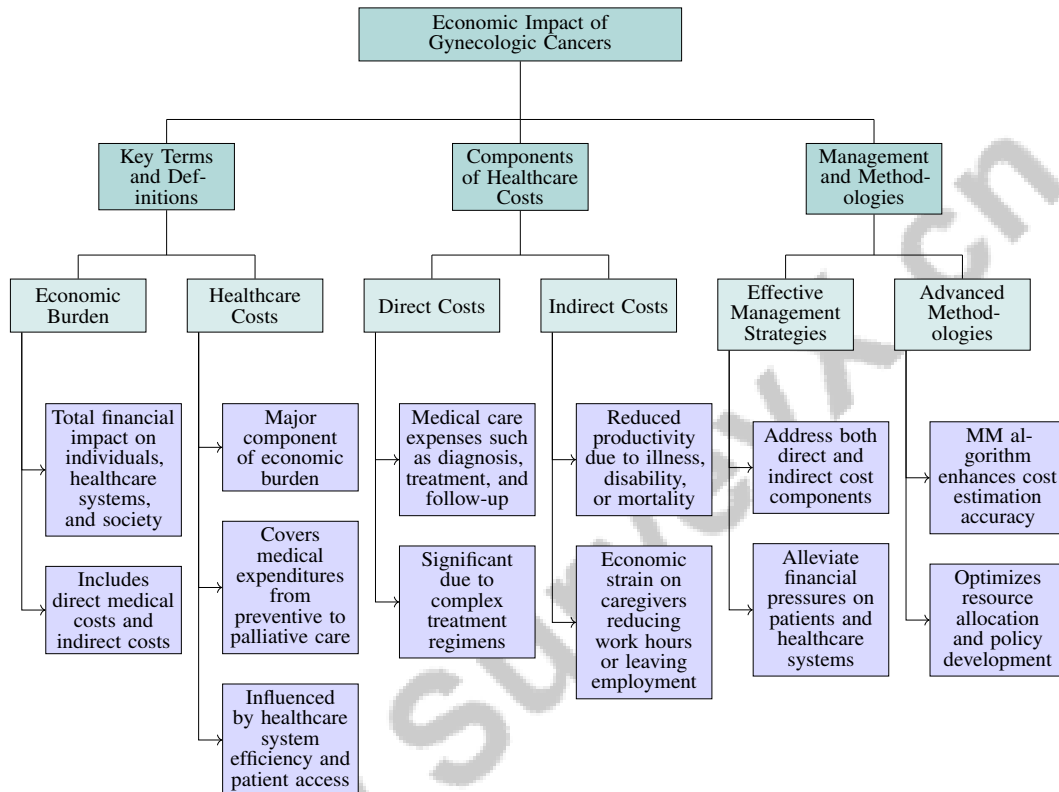 Economic Impact of
Gynecologic Cancers
Key Terms
and Def-
initions
Components
of Healthcare
Costs
Management
and Method-
ologies
Economic
Burden
Healthcare
Costs
Direct Costs
Indirect Costs
Effective
Management
Strategies
Advanced
Method-
ologies
Total financial
impact on
individuals,
healthcare
systems,
and society
Includes
direct medical
costs and
indirect costs
Major
component
of economic
burden
Covers
medical
expenditures
from
preventive to
palliative care
Influenced
by healthcare
system
efficiency and
patient access
Medical care
expenses such
as diagnosis,
treatment, and
follow-up
Significant
due to
complex
treatment
regimens
Reduced
productivity
due to illness,
disability,
or mortality
Economic
strain on
caregivers
reducing
work hours
or leaving
employment
Address both
direct and
indirect cost
components
Alleviate
financial
pressures on
patients and
healthcare
systems
MM al-
gorithm
enhances cost
estimation
accuracy
Optimizes
resource
allocation
and policy
development
SurveyX.cn